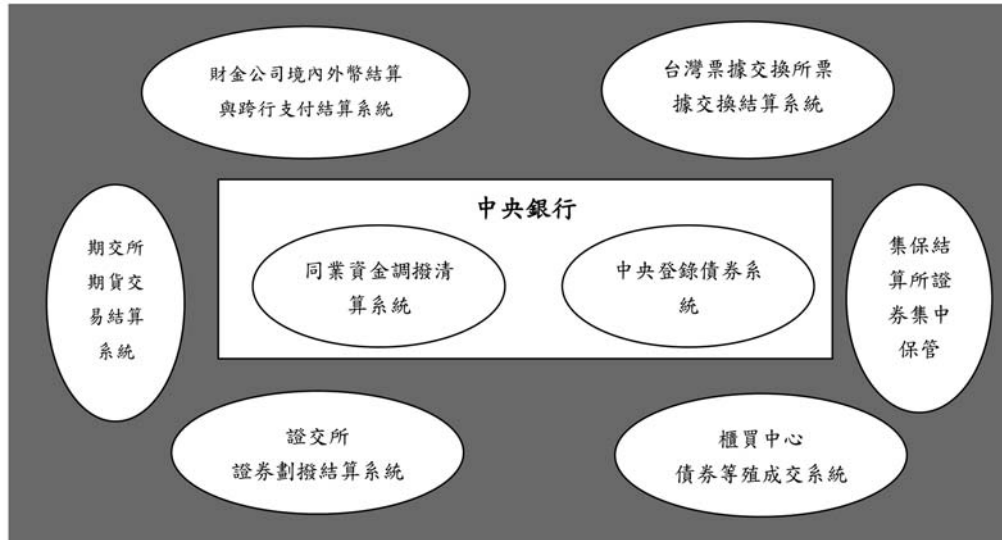 財金公司境內外幣結算
與跨行支付結算系統
台灣票據交換所票
據交換結算系統
中央銀行
同業資金調撥清
算系統
中央登錄債券系
統
期交所
期貨交
易結算
系統
集保結
算所證
券集中
保管
證交所
證券劃撥結算系統
櫃買中心
債券等殖成交系統